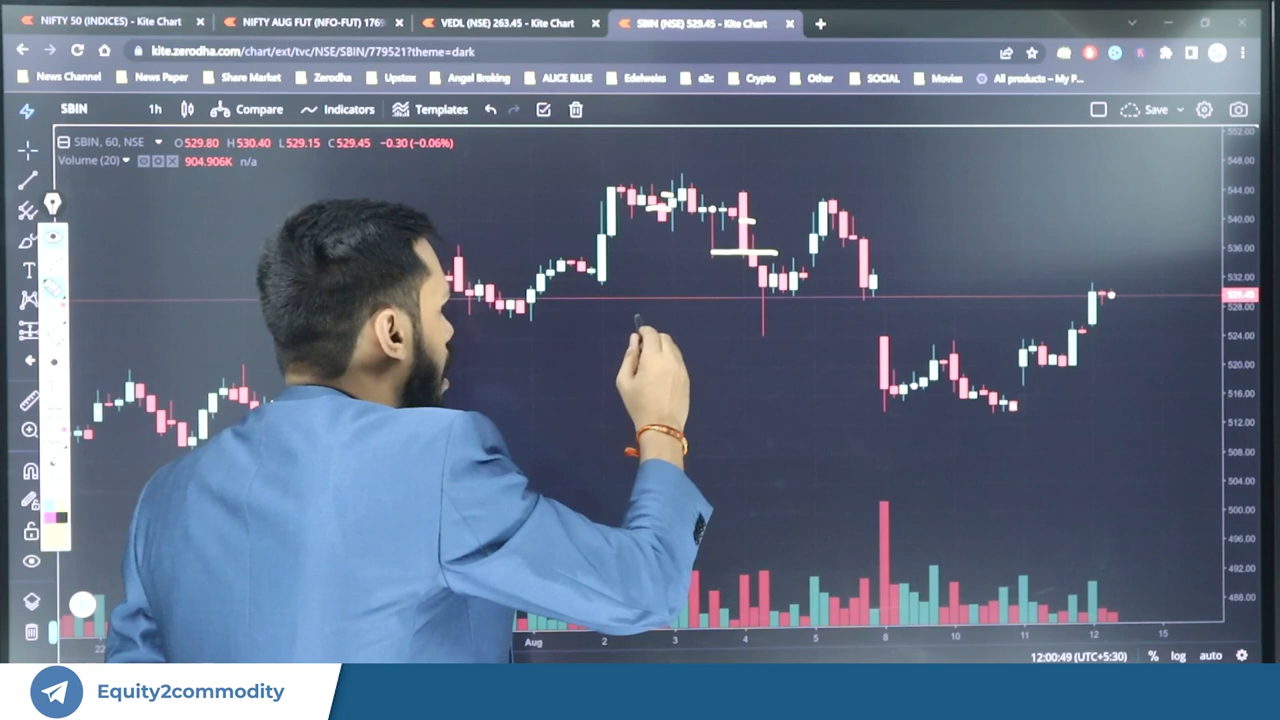 NIFTY 50 (INDICES) - Kite Chart
NIFTY AUG FUT (NFO-FUT) 1769
VEDL (NSE) 263.45 - Kite Chart
SBIN (NSE) 529.45 - Kite Chart
kite.zerodha.com/chart/ext/tvc/NSE/SBIN/779521?theme=dark
News Channel News Paper Share Market Zerodha Upstox Angel Broking ALICE BLUE Edelweiss e2c Crypto Other SOCIAL Movies All products – My P...
SBIN 1h Compare Indicators Templates Save
SBIN, 60, NSE O529.80 H530.40 L529.15 C529.45 −0.30 (−0.06%)
Volume (20) 904.906K n/a
552.00
548.00
544.00
540.00
536.00
532.00
529.45
528.00
524.00
520.00
516.00
512.00
508.00
504.00
500.00
496.00
492.00
488.00
22 Aug 2 3 4 5 8 10 11 12 15
12:00:49 (UTC+5:30) % log auto
Equity2commodity